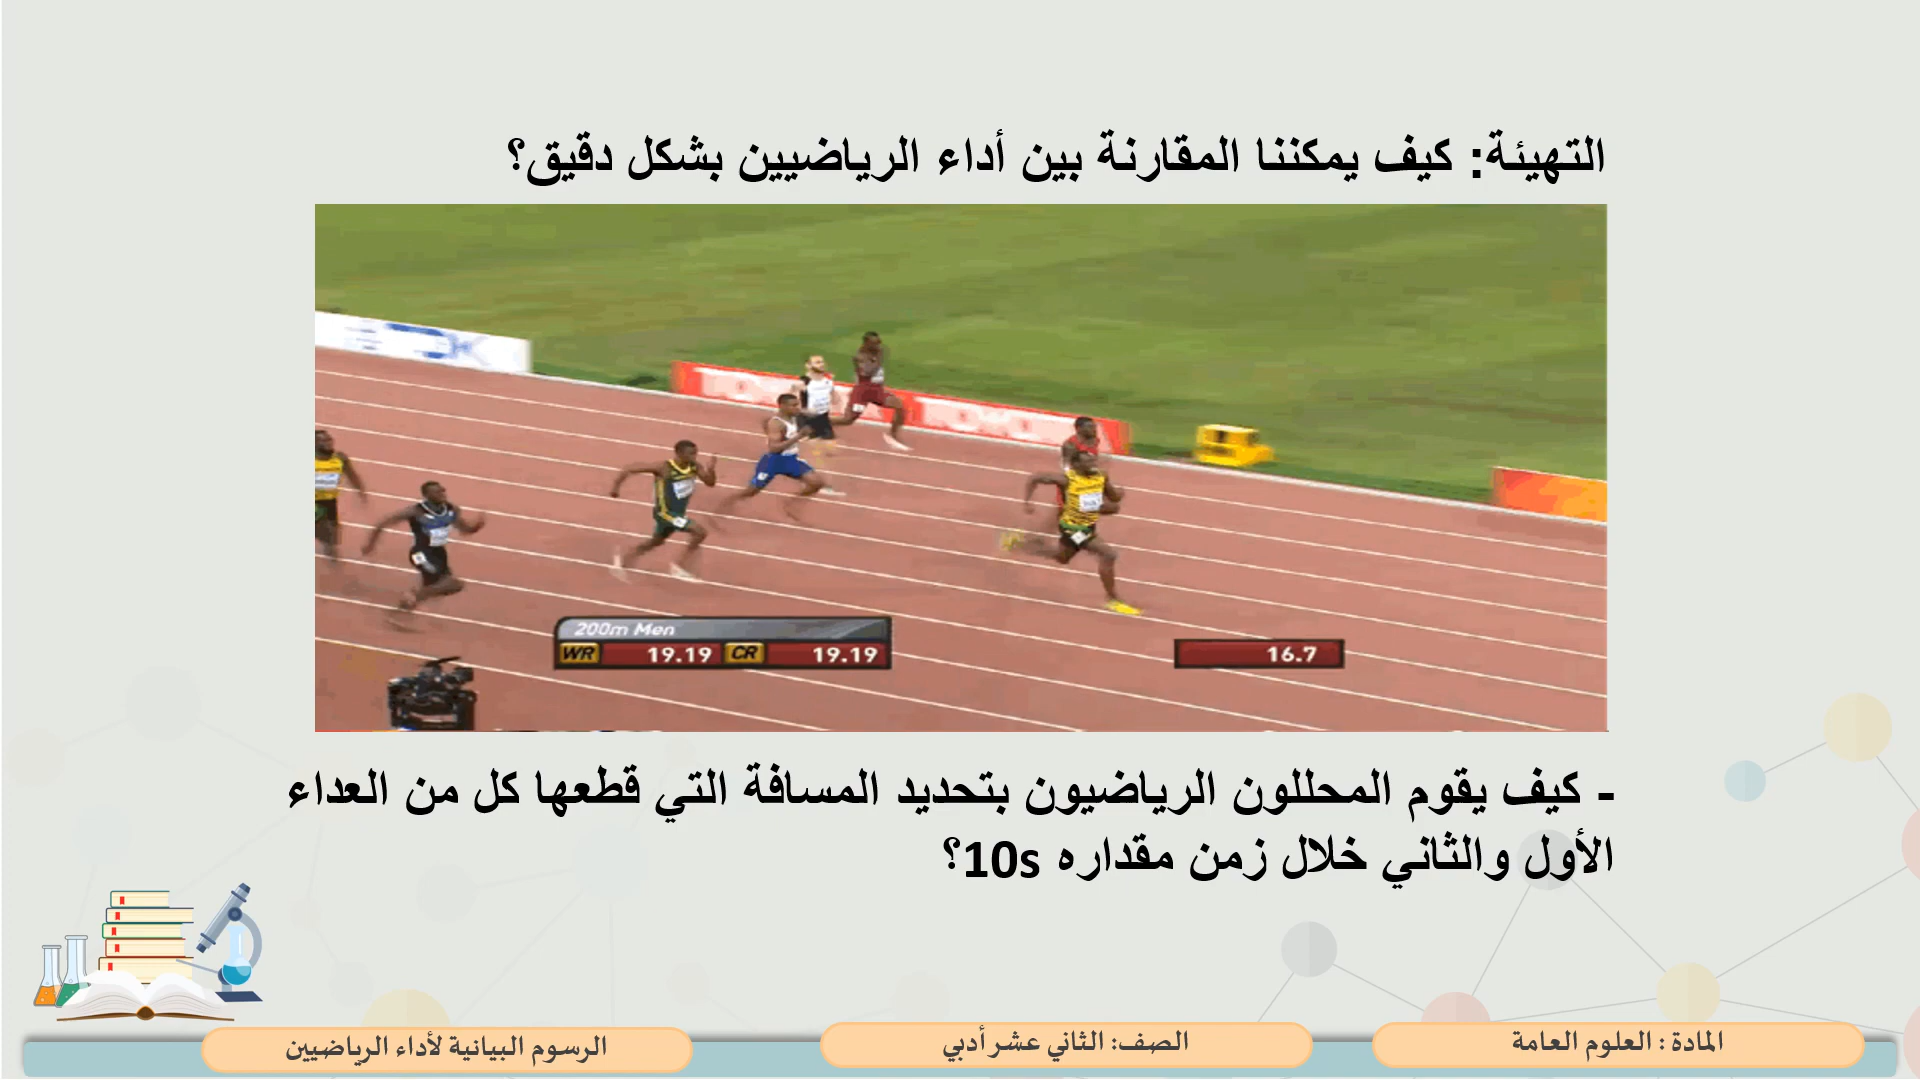 التهيئة: كيف يمكننا المقارنة بين أداء الرياضيين بشكل دقيق؟
200m Men
WR 19.19 CR 19.19
16.7
- كيف يقوم المحللون الرياضيون بتحديد المسافة التي قطعها كل من العداء
الأول والثاني خلال زمن مقداره 10s؟
المادة : العلوم العامة
الصف: الثاني عشر أدبي
الرسوم البيانية لأداء الرياضيين